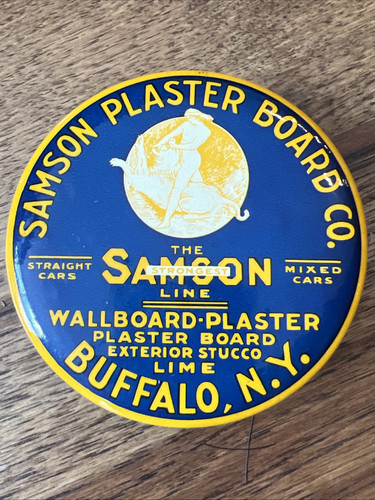 SAMSON PLASTER BOARD CO.
THE
SAMSON
STRONGEST
LINE
STRAIGHT
CARS
MIXED
CARS
WALLBOARD-PLASTER
PLASTER BOARD
EXTERIOR STUCCO
LIME
BUFFALO, N.Y.